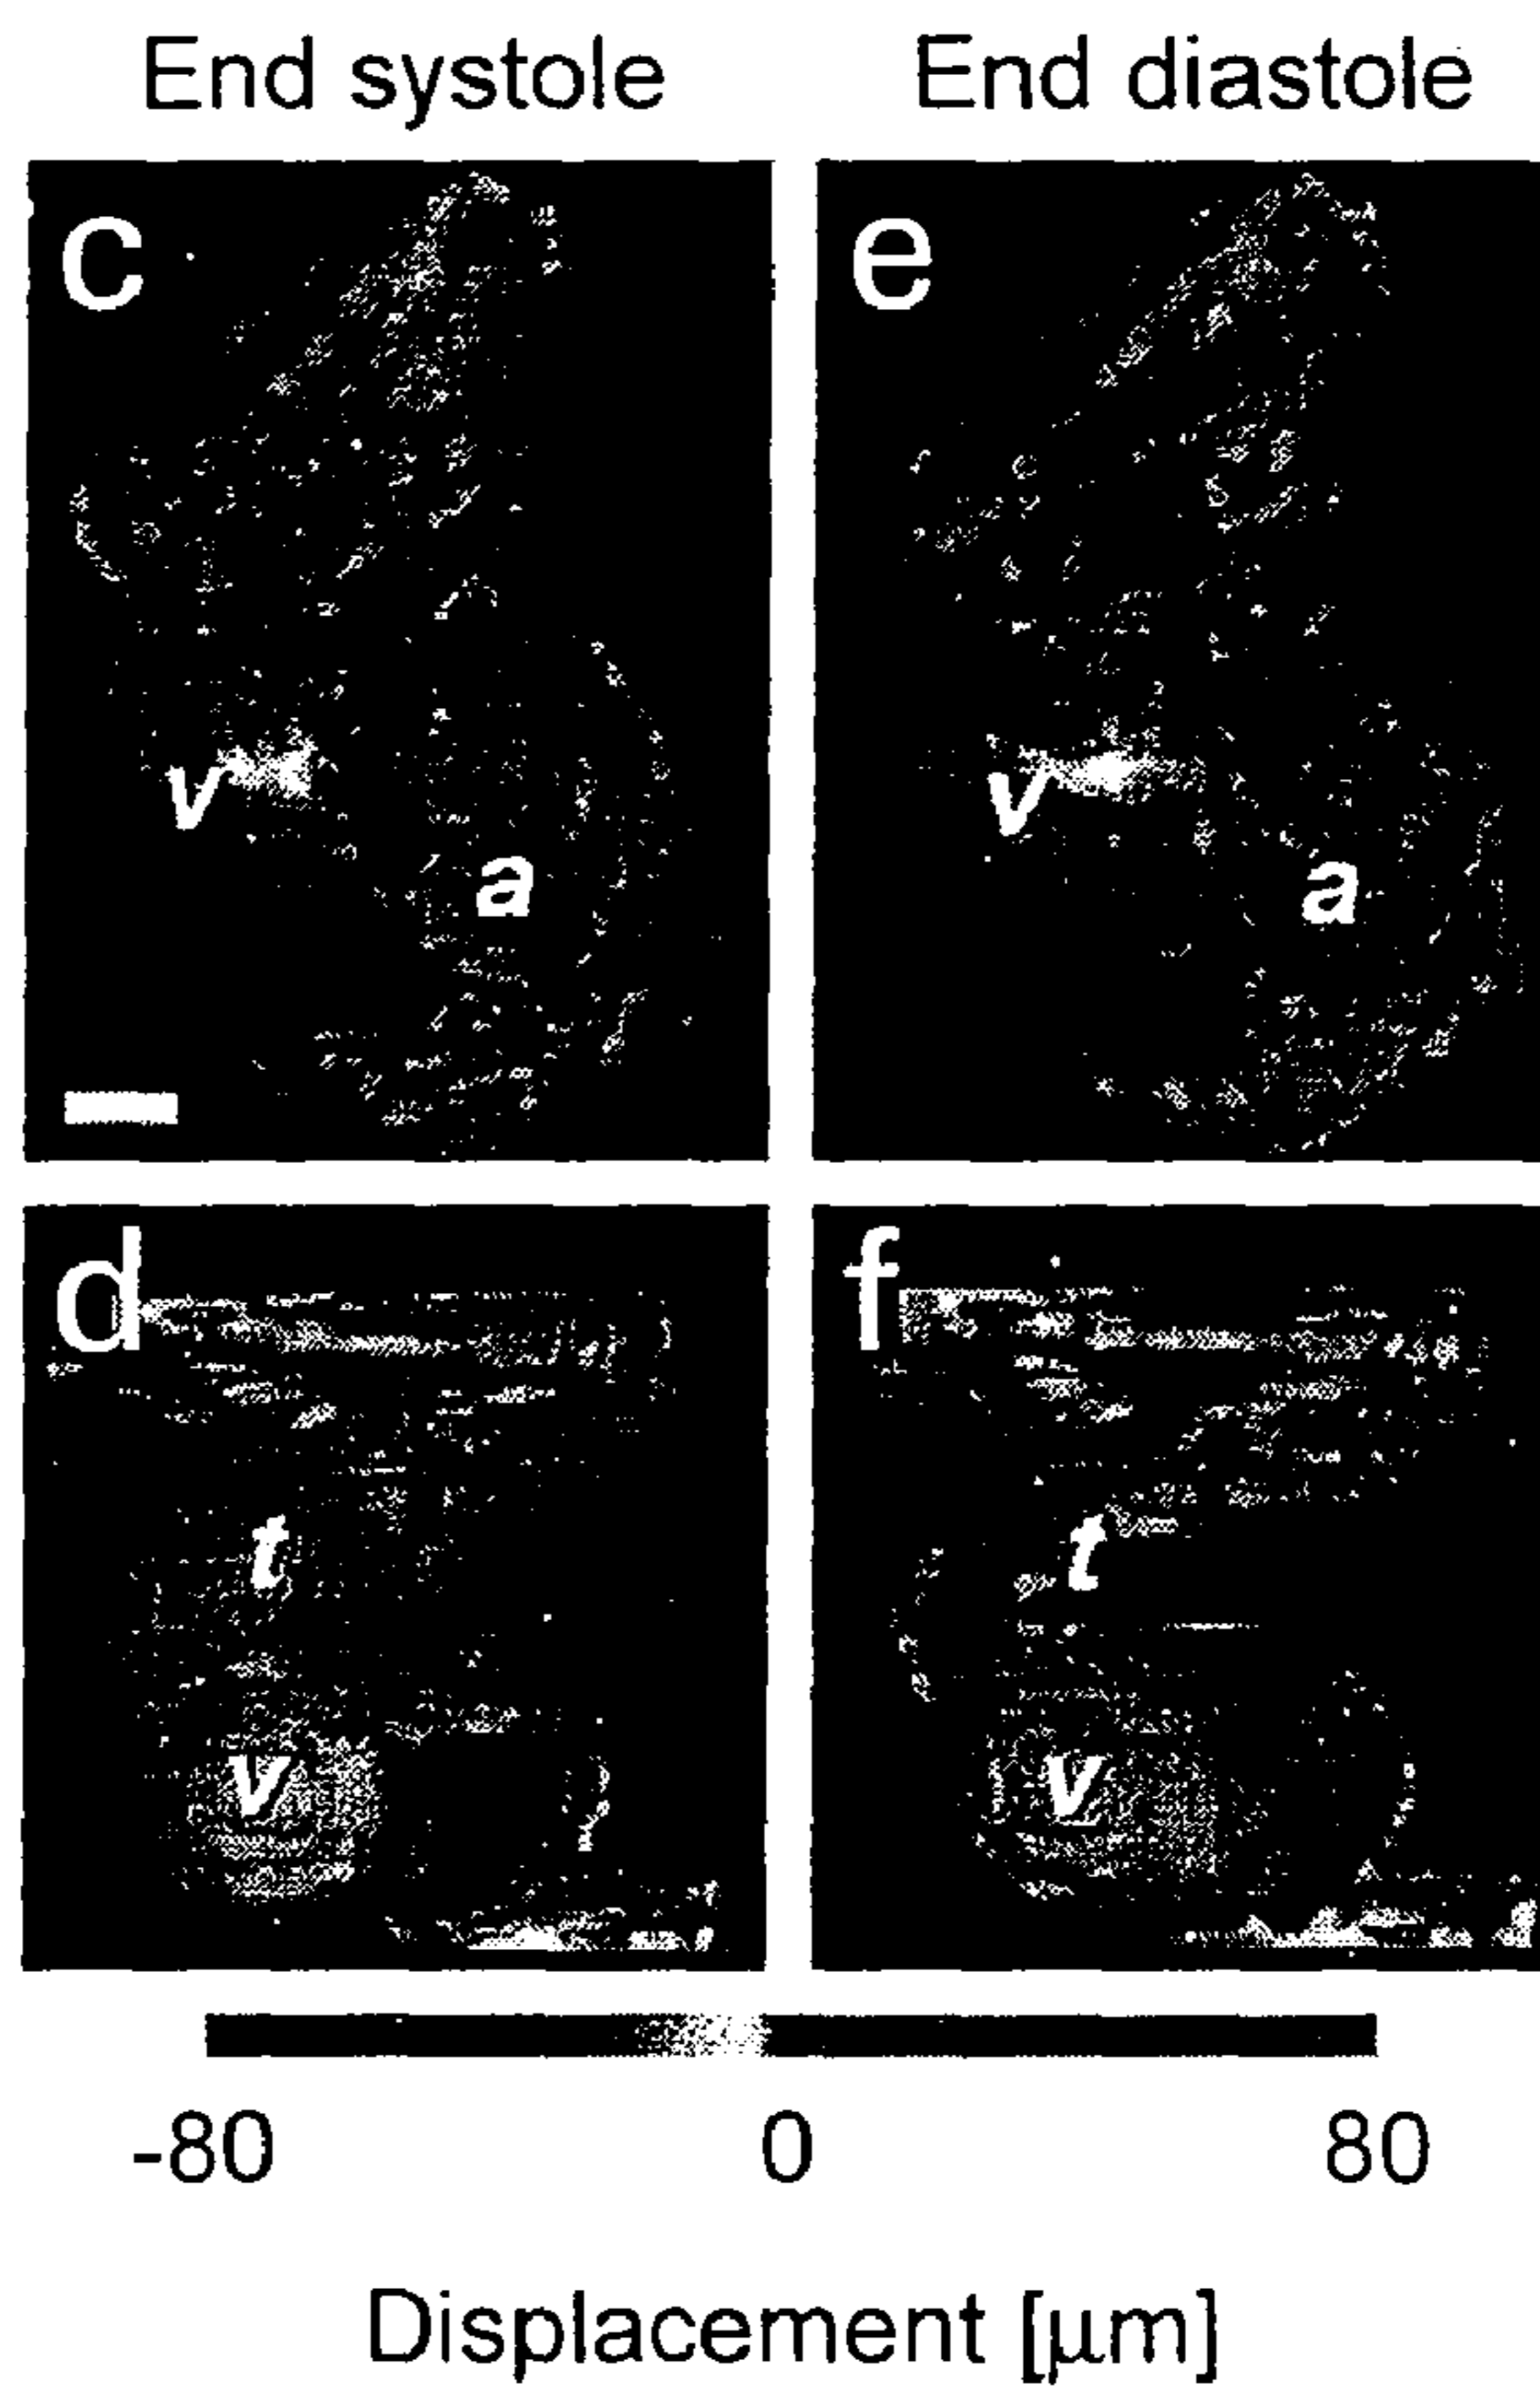 End systole End diastole
c e
v v
a a
d f
t t
v v
-80 0 80
Displacement [μm]